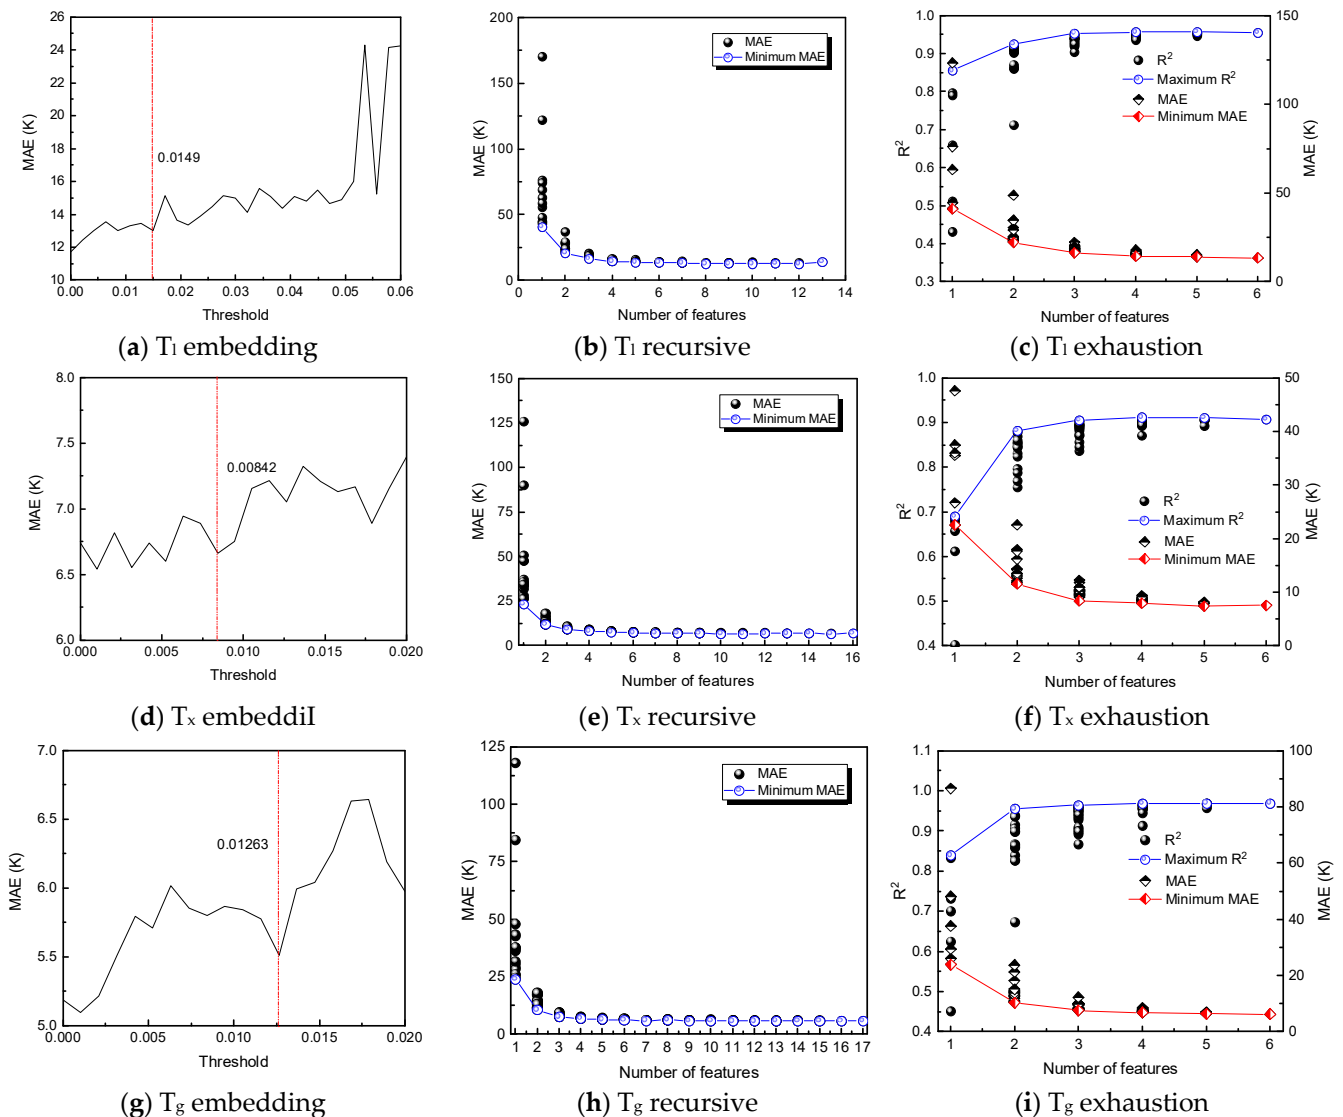 26
24
22
20
18
16
14
12
10
MAE (K)
0.0149
0.00 0.01 0.02 0.03 0.04 0.05 0.06
Threshold
(a) Tl embedding
200
175
150
125
100
75
50
25
0
MAE (K)
MAE
Minimum MAE
0 2 4 6 8 10 12 14
Number of features
(b) Tl recursive
1.0
0.9
0.8
0.7
0.6
0.5
0.4
0.3
R2
150
100
50
0
MAE (K)
R2
Maximum R2
MAE
Minimum MAE
1 2 3 4 5 6
Number of features
(c) Tl exhaustion
8.0
7.5
7.0
6.5
6.0
MAE (K)
0.00842
0.000 0.005 0.010 0.015 0.020
Threshold
(d) Tx embeddiI
150
125
100
75
50
25
0
MAE (K)
MAE
Minimum MAE
2 4 6 8 10 12 14 16
Number of features
(e) Tx recursive
1.0
0.9
0.8
0.7
0.6
0.5
0.4
R2
50
40
30
20
10
0
MAE (K)
R2
Maximum R2
MAE
Minimum MAE
1 2 3 4 5 6
Number of features
(f) Tx exhaustion
7.0
6.5
6.0
5.5
5.0
MAE (K)
0.01263
0.000 0.005 0.010 0.015 0.020
Threshold
(g) Tg embedding
125
100
75
50
25
0
MAE (K)
MAE
Minimum MAE
1 2 3 4 5 6 7 8 9 10 11 12 13 14 15 16 17
Number of features
(h) Tg recursive
1.1
1.0
0.9
0.8
0.7
0.6
0.5
0.4
R2
100
80
60
40
20
0
MAE (K)
R2
Maximum R2
MAE
Minimum MAE
1 2 3 4 5 6
Number of features
(i) Tg exhaustion